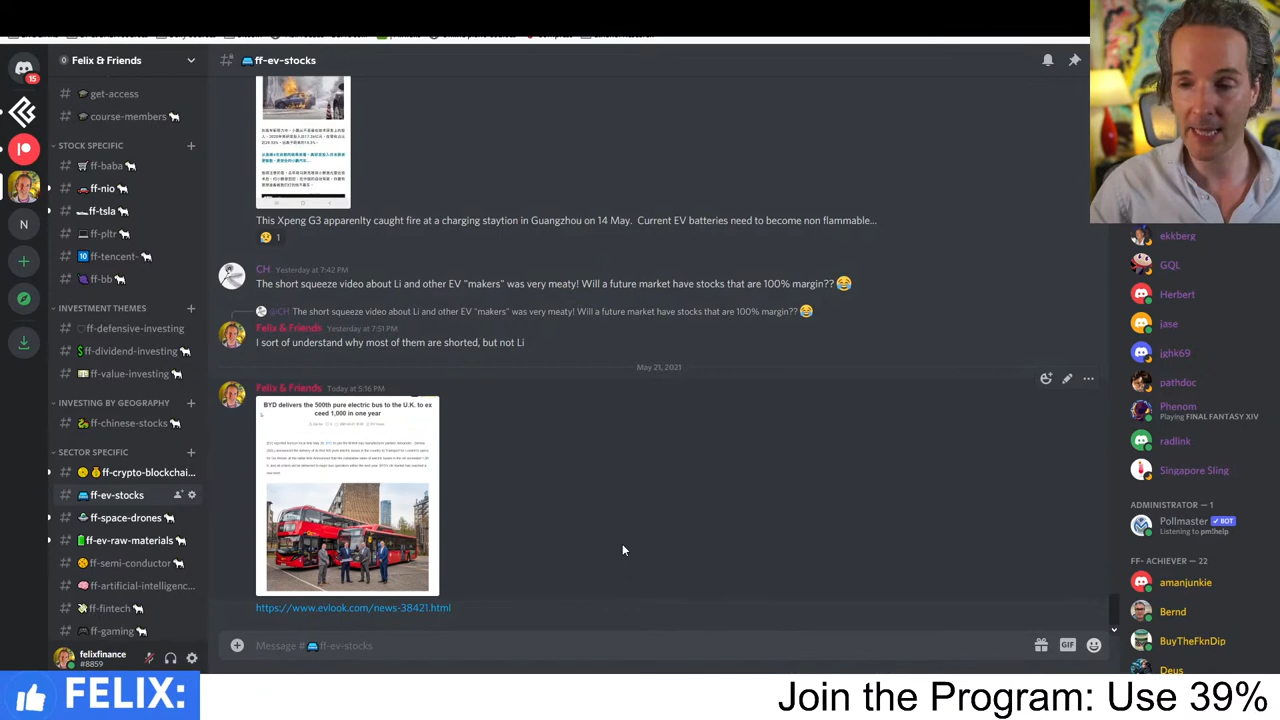 15
Felix & Friends
ff-ev-stocks
get-access
course-members
STOCK SPECIFIC
ff-baba
ff-nio
ff-tsla
ff-pltr
ff-tencent-
ff-bb
N
INVESTMENT THEMES
ff-defensive-investing
ff-dividend-investing
ff-value-investing
INVESTING BY GEOGRAPHY
ff-chinese-stocks
SECTOR SPECIFIC
ff-crypto-blockchai...
ff-ev-stocks
ff-space-drones
ff-ev-raw-materials
ff-semi-conductor
ff-artificial-intelligenc...
ff-fintech
ff-gaming
felixfinance
#8859
This Xpeng G3 apparenlty caught fire at a charging staytion in Guangzhou on 14 May. Current EV batteries need to become non flammable...
1
CH Yesterday at 7:42 PM
The short squeeze video about Li and other EV "makers" was very meaty! Will a future market have stocks that are 100% margin??
@CH The short squeeze video about Li and other EV "makers" was very meaty! Will a future market have stocks that are 100% margin??
Felix & Friends Yesterday at 7:51 PM
I sort of understand why most of them are shorted, but not Li
May 21, 2021
Felix & Friends Today at 5:16 PM
BYD delivers the 500th pure electric bus to the U.K. to ex
ceed 1,000 in one year
https://www.evlook.com/news-38421.html
Message #ff-ev-stocks
GIF
ekkberg
GQL
Herbert
jase
jghk69
pathdoc
Phenom
Playing FINAL FANTASY XIV
radlink
Singapore Sling
ADMINISTRATOR — 1
Pollmaster BOT
Listening to pm!help
FF- ACHIEVER — 22
amanjunkie
Bernd
BuyTheFknDip
Deus
FELIX:
Join the Program: Use 39%